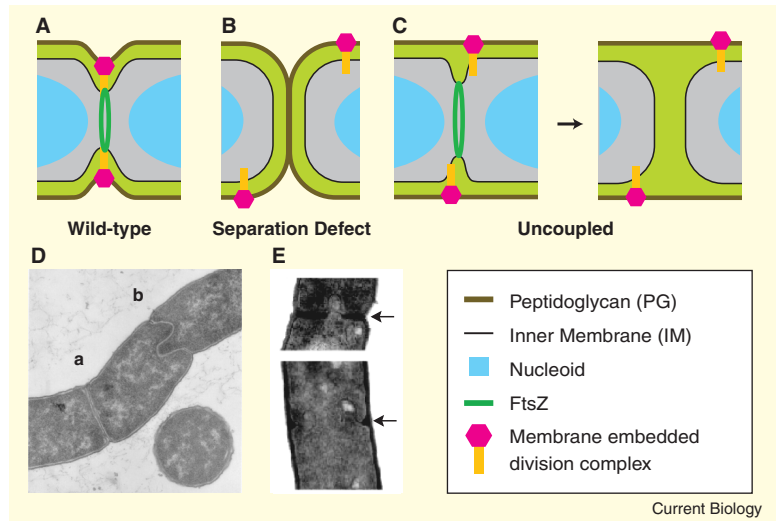 A
B
C
Wild-type
Separation Defect
Uncoupled
D
a
b
E
Peptidoglycan (PG)
Inner Membrane (IM)
Nucleoid
FtsZ
Membrane embedded
division complex
Current Biology